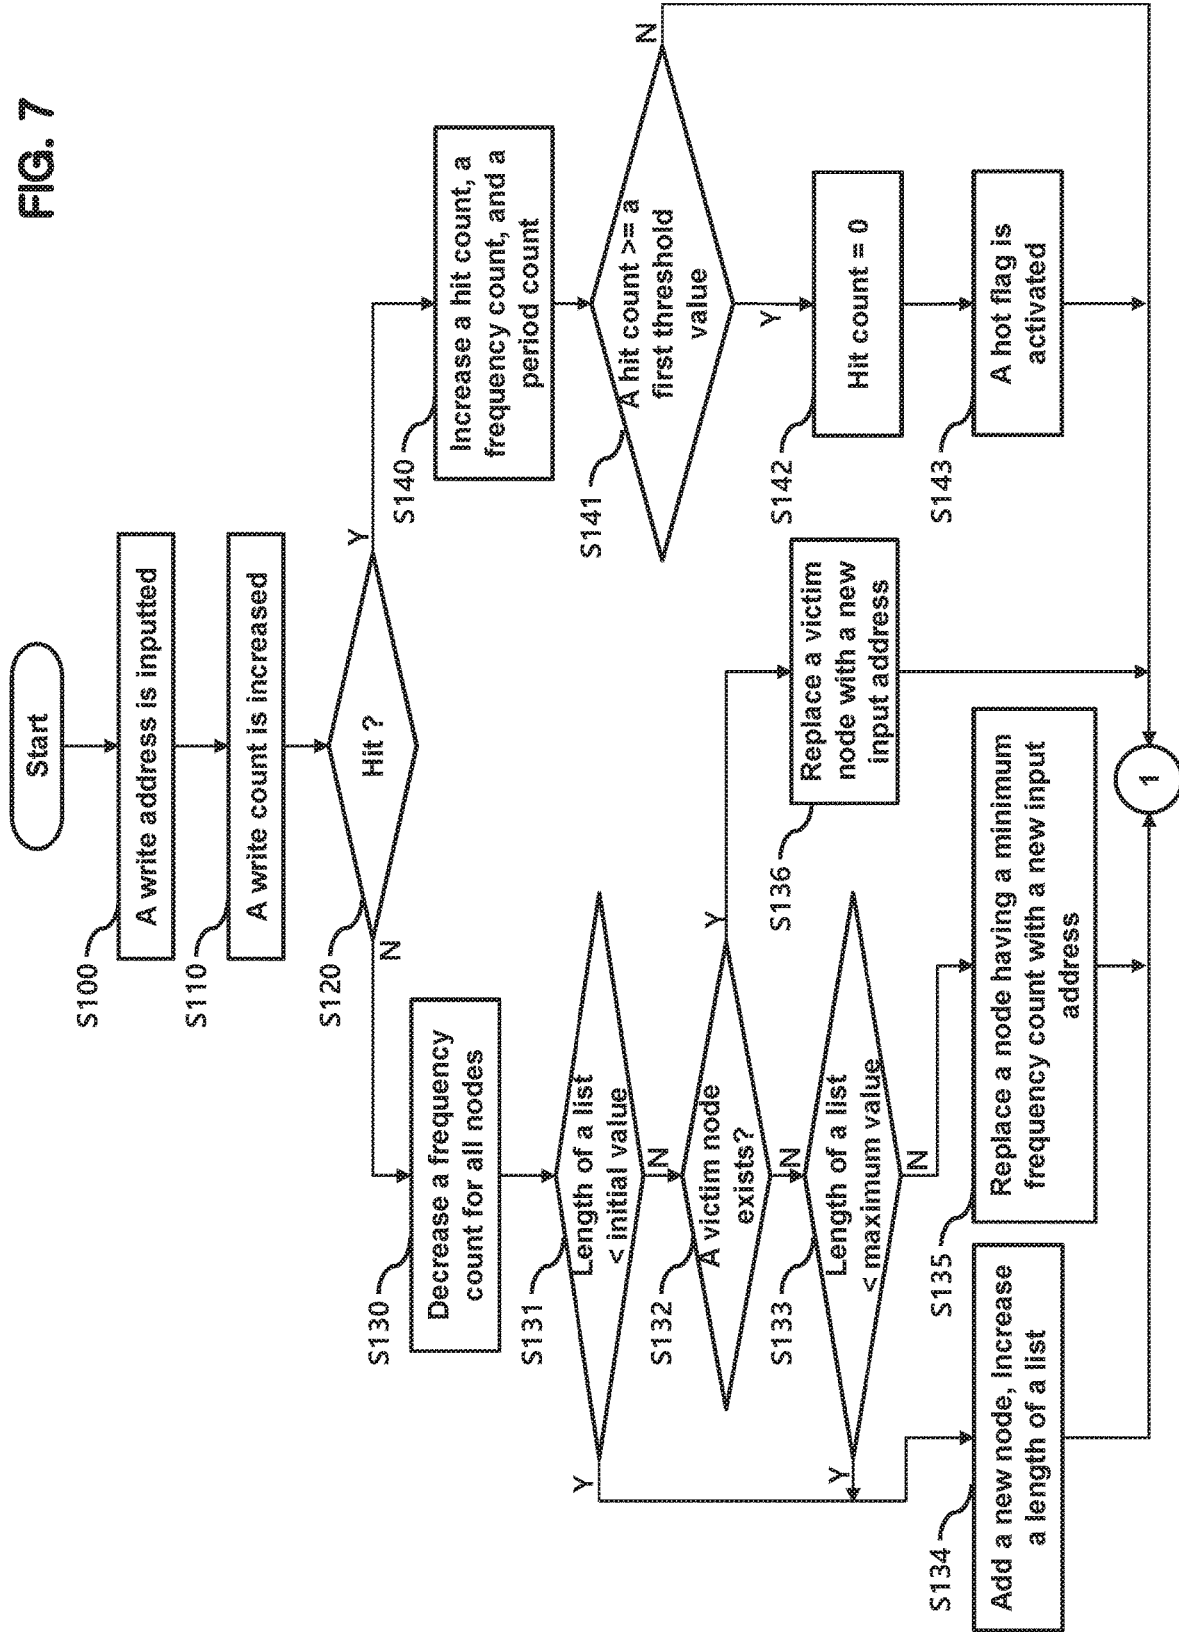 FIG. 7
Start
S100
A write address is inputted
S110
A write count is increased
S120
Hit ?
N
Y
S130
Decrease a frequency
count for all nodes
S131
Length of a list
< initial value
Y
N
S132
A victim node
exists?
Y
N
S133
Length of a list
< maximum value
Y
N
S134
Add a new node, Increase
a length of a list
S135
Replace a node having a minimum
frequency count with a new input
address
S136
Replace a victim
node with a new
input address
S140
Increase a hit count, a
frequency count, and a
period count
S141
A hit count >= a
first threshold
value
N
Y
S142
Hit count = 0
S143
A hot flag is
activated
1